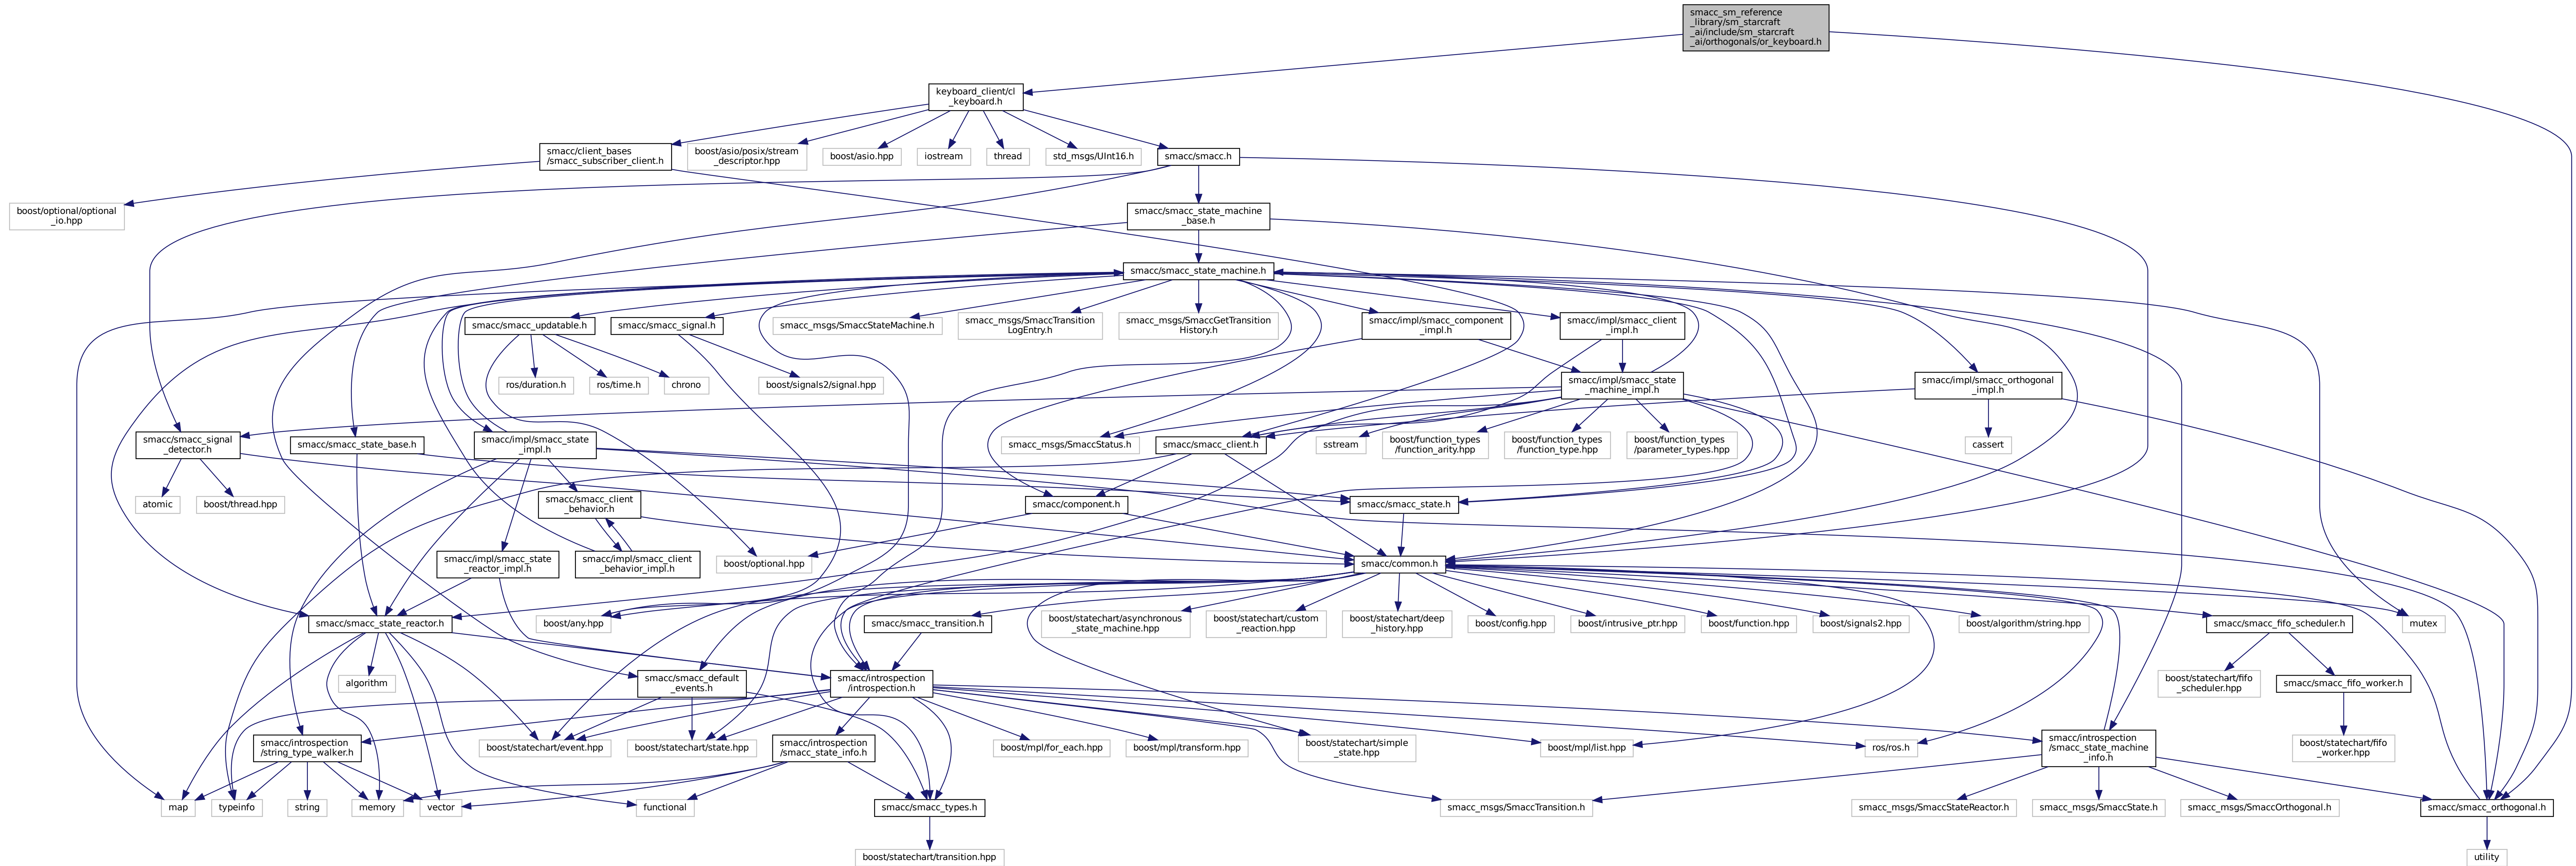 smacc_sm_reference
_library/sm_starcraft
_ai/include/sm_starcraft
_ai/orthogonals/or_keyboard.h
keyboard_client/cl
_keyboard.h
smacc/client_bases
/smacc_subscriber_client.h
boost/asio/posix/stream
_descriptor.hpp
boost/asio.hpp
iostream
thread
std_msgs/UInt16.h
smacc/smacc.h
boost/optional/optional
_io.hpp
smacc/smacc_state_machine
_base.h
smacc/smacc_state_machine.h
smacc/smacc_updatable.h
smacc/smacc_signal.h
smacc_msgs/SmaccStateMachine.h
smacc_msgs/SmaccTransition
LogEntry.h
smacc_msgs/SmaccGetTransition
History.h
smacc/impl/smacc_component
_impl.h
smacc/impl/smacc_client
_impl.h
ros/duration.h
ros/time.h
chrono
boost/signals2/signal.hpp
smacc/impl/smacc_state
_machine_impl.h
smacc/impl/smacc_orthogonal
_impl.h
smacc/smacc_signal
_detector.h
smacc/smacc_state_base.h
smacc/impl/smacc_state
_impl.h
smacc_msgs/SmaccStatus.h
smacc/smacc_client.h
sstream
boost/function_types
/function_arity.hpp
boost/function_types
/function_type.hpp
boost/function_types
/parameter_types.hpp
cassert
atomic
boost/thread.hpp
smacc/smacc_client
_behavior.h
smacc/component.h
smacc/smacc_state.h
smacc/impl/smacc_state
_reactor_impl.h
smacc/impl/smacc_client
_behavior_impl.h
boost/optional.hpp
smacc/common.h
smacc/smacc_state_reactor.h
boost/any.hpp
smacc/smacc_transition.h
boost/statechart/asynchronous
_state_machine.hpp
boost/statechart/custom
_reaction.hpp
boost/statechart/deep
_history.hpp
boost/config.hpp
boost/intrusive_ptr.hpp
boost/function.hpp
boost/signals2.hpp
boost/algorithm/string.hpp
smacc/smacc_fifo_scheduler.h
mutex
algorithm
smacc/smacc_default
_events.h
smacc/introspection
/introspection.h
boost/statechart/fifo
_scheduler.hpp
smacc/smacc_fifo_worker.h
smacc/introspection
/string_type_walker.h
boost/statechart/event.hpp
boost/statechart/state.hpp
smacc/introspection
/smacc_state_info.h
boost/mpl/for_each.hpp
boost/mpl/transform.hpp
boost/statechart/simple
_state.hpp
boost/mpl/list.hpp
ros/ros.h
smacc/introspection
/smacc_state_machine
_info.h
boost/statechart/fifo
_worker.hpp
map
typeinfo
string
memory
vector
functional
smacc/smacc_types.h
smacc_msgs/SmaccTransition.h
smacc_msgs/SmaccStateReactor.h
smacc_msgs/SmaccState.h
smacc_msgs/SmaccOrthogonal.h
smacc/smacc_orthogonal.h
boost/statechart/transition.hpp
utility